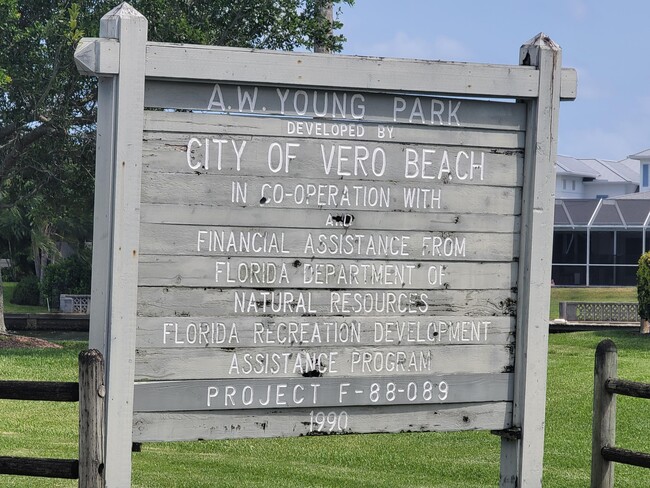 A.W. YOUNG PARK
DEVELOPED BY
CITY OF VERO BEACH
IN CO-OPERATION WITH
AND
FINANCIAL ASSISTANCE FROM
FLORIDA DEPARTMENT OF
NATURAL RESOURCES
FLORIDA RECREATION DEVELOPMENT
ASSISTANCE PROGRAM
PROJECT F-88-089
1990